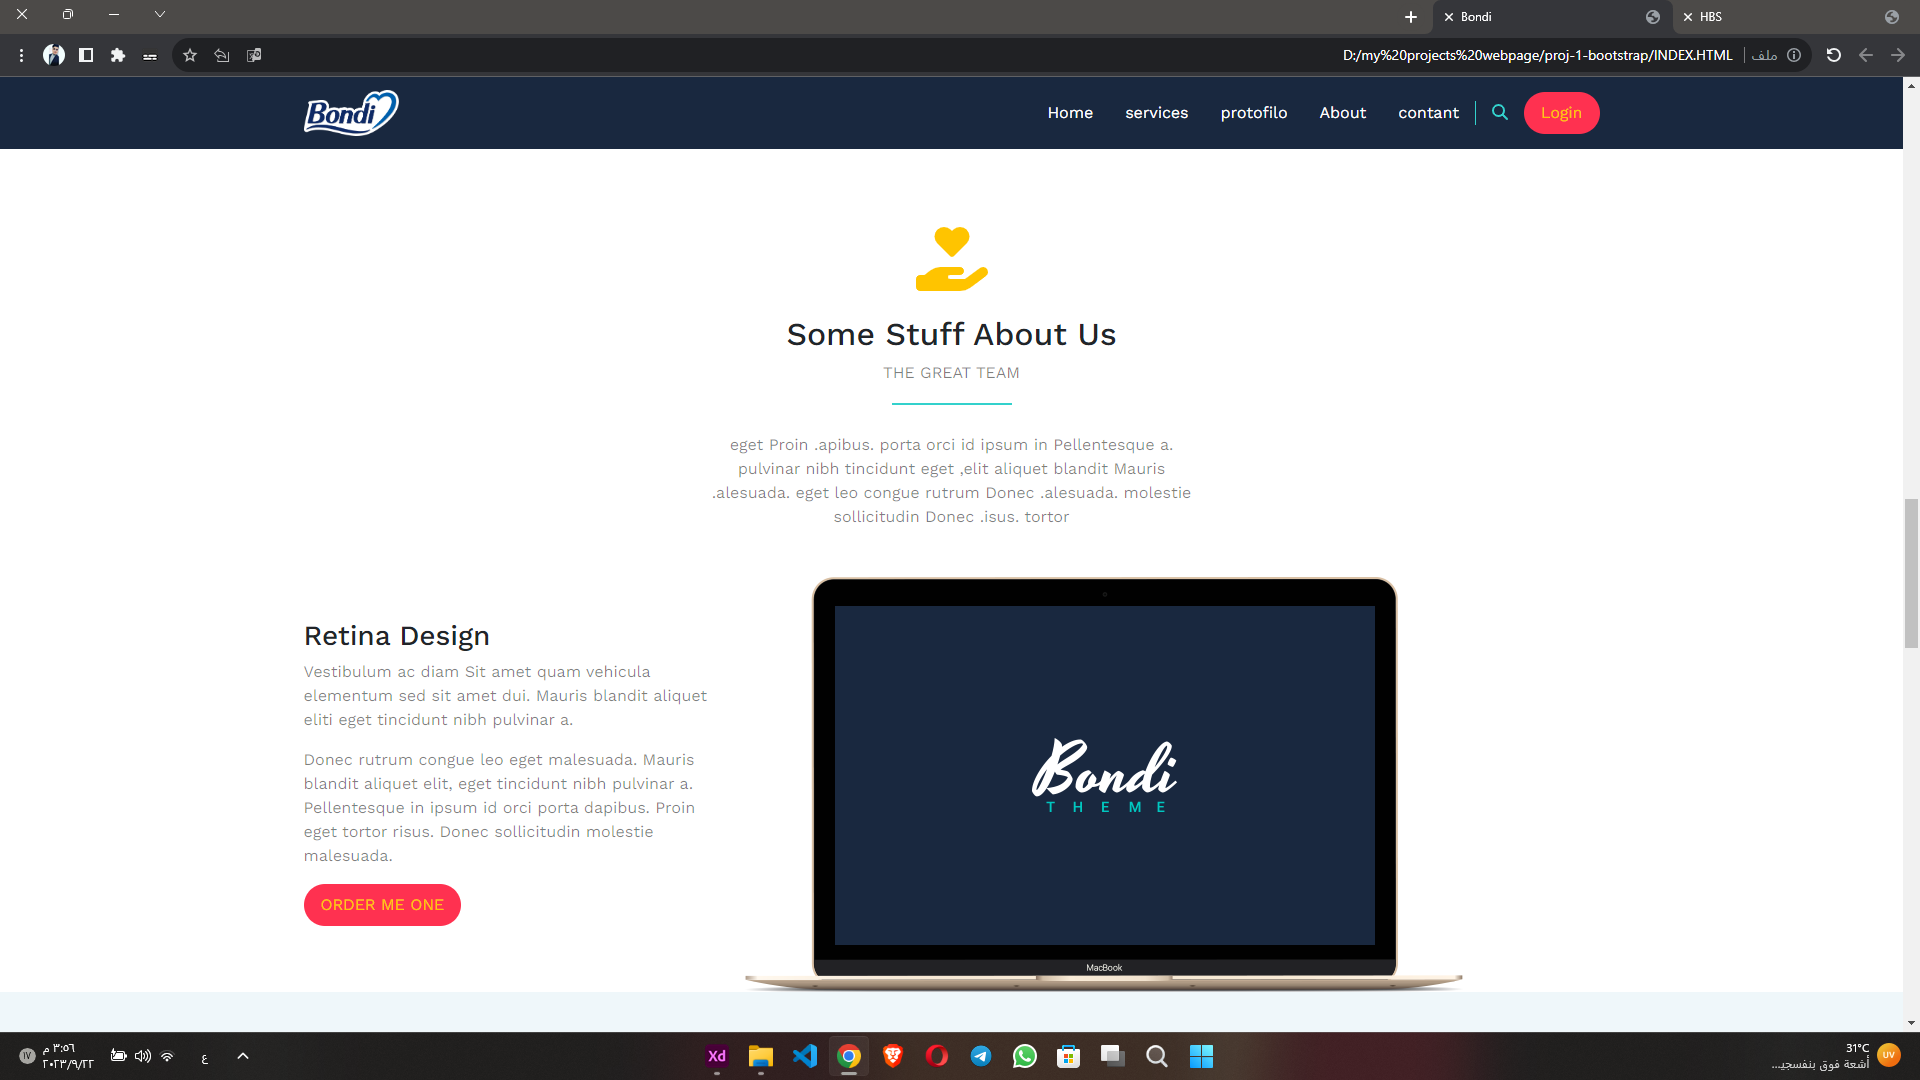 Bondi
HBS
D:/my%20projects%20webpage/proj-1-bootstrap/INDEX.HTML
ملف
Bondi
Home
services
protofilo
About
contant
Login
Some Stuff About Us
THE GREAT TEAM
eget Proin .apibus. porta orci id ipsum in Pellentesque a.
pulvinar nibh tincidunt eget ,elit aliquet blandit Mauris
.alesuada. eget leo congue rutrum Donec .alesuada. molestie
sollicitudin Donec .isus. tortor
Retina Design
Vestibulum ac diam Sit amet quam vehicula
elementum sed sit amet dui. Mauris blandit aliquet
eliti eget tincidunt nibh pulvinar a.
Donec rutrum congue leo eget malesuada. Mauris
blandit aliquet elit, eget tincidunt nibh pulvinar a.
Pellentesque in ipsum id orci porta dapibus. Proin
eget tortor risus. Donec sollicitudin molestie
malesuada.
ORDER ME ONE
Bondi
THEME
MacBook
٣:٥٦ م
٢٠٢٣/٩/٢٢
ع
Xd
31°C
أشعة فوق بنفسجيـ...
UV